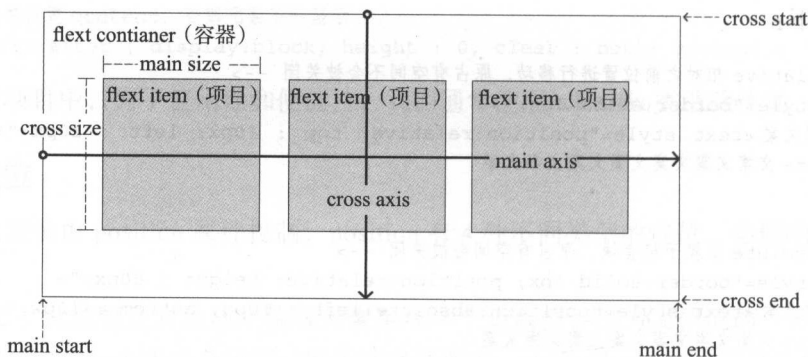 cross start
flext contianer（容器）
main size
flext item（项目） flext item（项目） flext item（项目）
cross size
main axis
cross axis
cross end
main start
main end